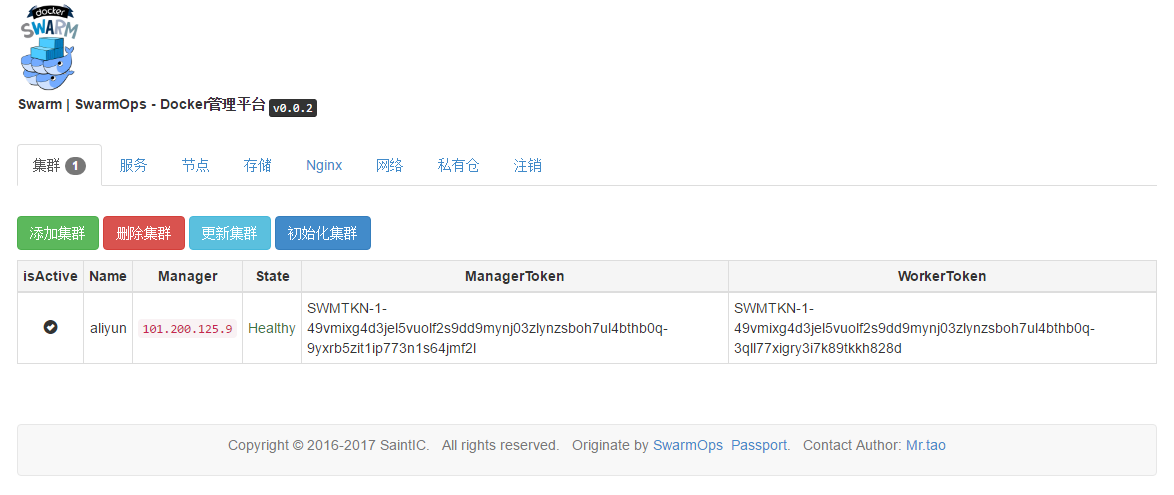 docker
SWARM
Swarm | SwarmOps - Docker管理平台 v0.0.2
集群 1 服务 节点 存储 Nginx 网络 私有仓 注销
添加集群 删除集群 更新集群 初始化集群
isActive Name Manager State ManagerToken WorkerToken
aliyun 101.200.125.9 Healthy
SWMTKN-1-
49vmixg4d3jel5vuolf2s9dd9mynj03zlynzsboh7ul4bthb0q-
9yxrb5zit1ip773n1s64jmf2l
SWMTKN-1-
49vmixg4d3jel5vuolf2s9dd9mynj03zlynzsboh7ul4bthb0q-
3qll77xigry3i7k89tkkh828d
Copyright © 2016-2017 SaintIC. All rights reserved. Originate by SwarmOps Passport. Contact Author: Mr.tao